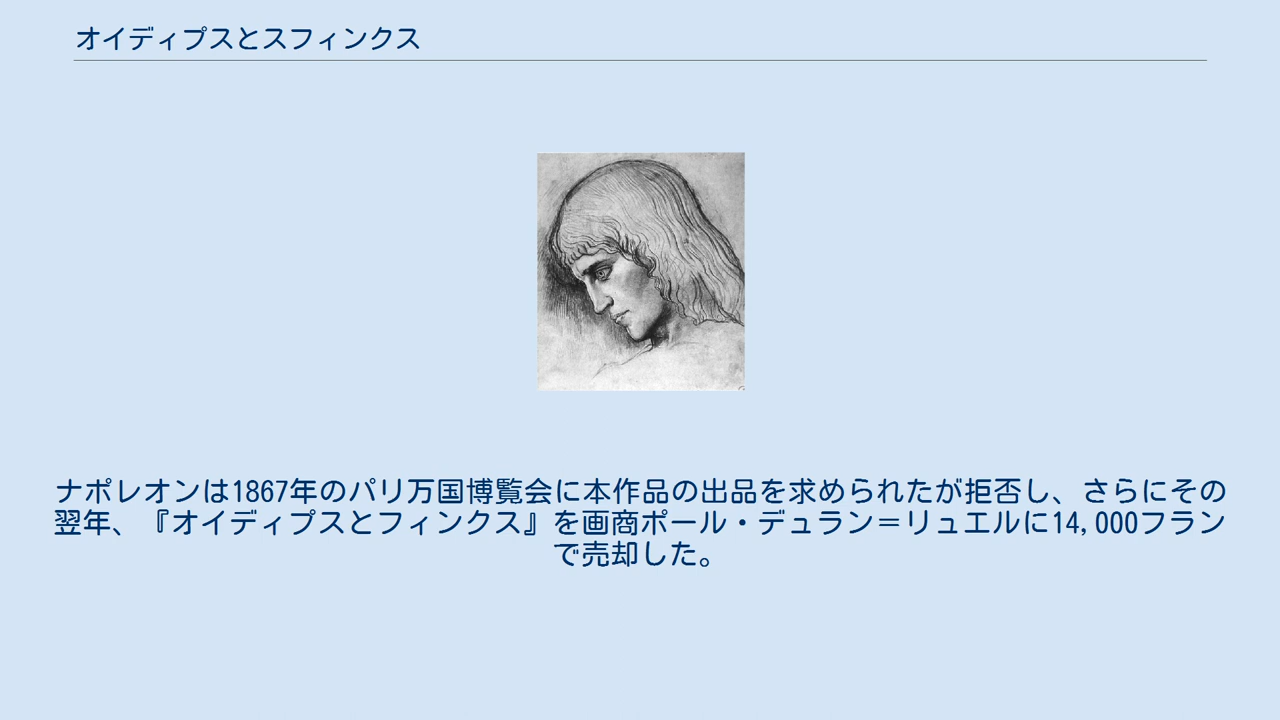 オイディプスとスフィンクス
ナポレオンは1867年のパリ万国博覧会に本作品の出品を求められたが拒否し、さらにその
翌年、『オイディプスとフィンクス』を画商ポール・デュラン＝リュエルに14,000フラン
で売却した。